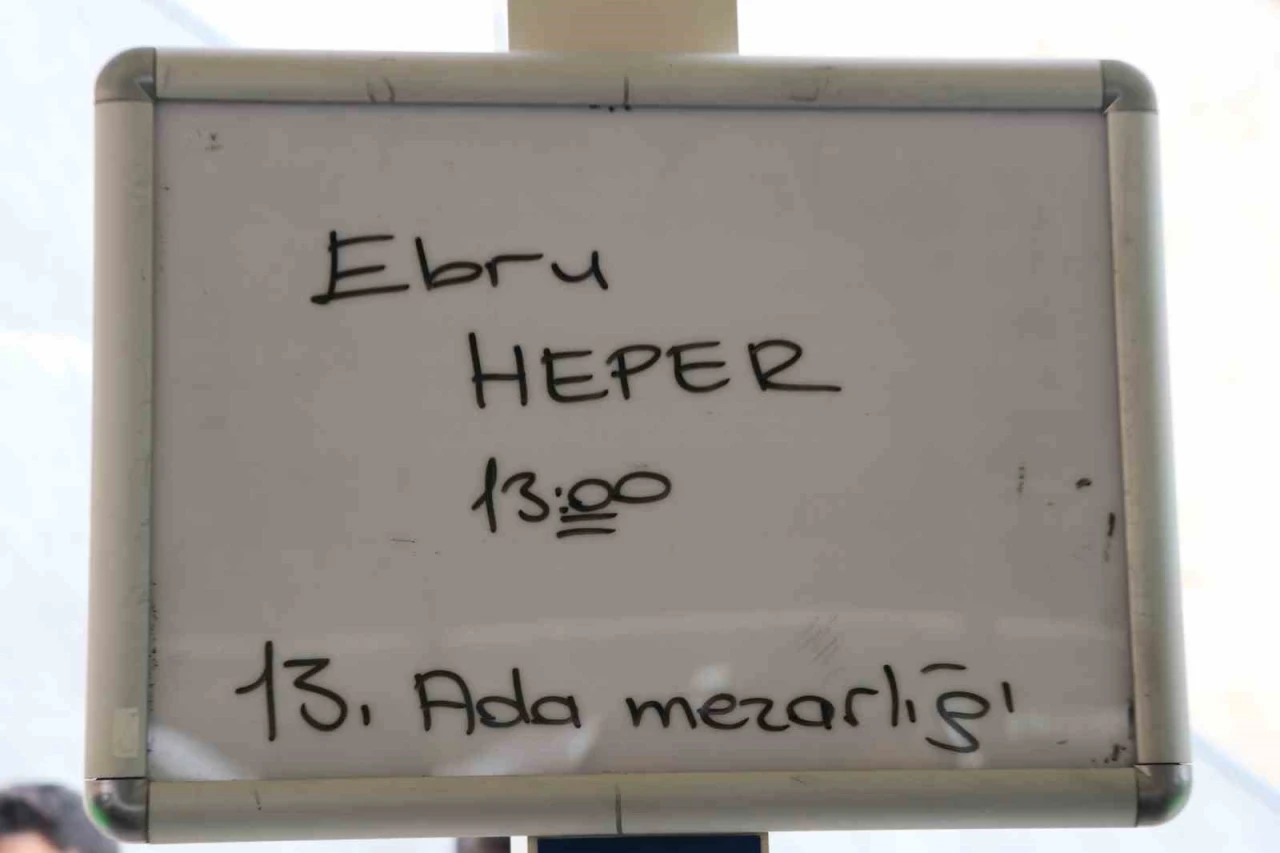 Ebru
HEPER
13:00
13. Ada mezarlığı